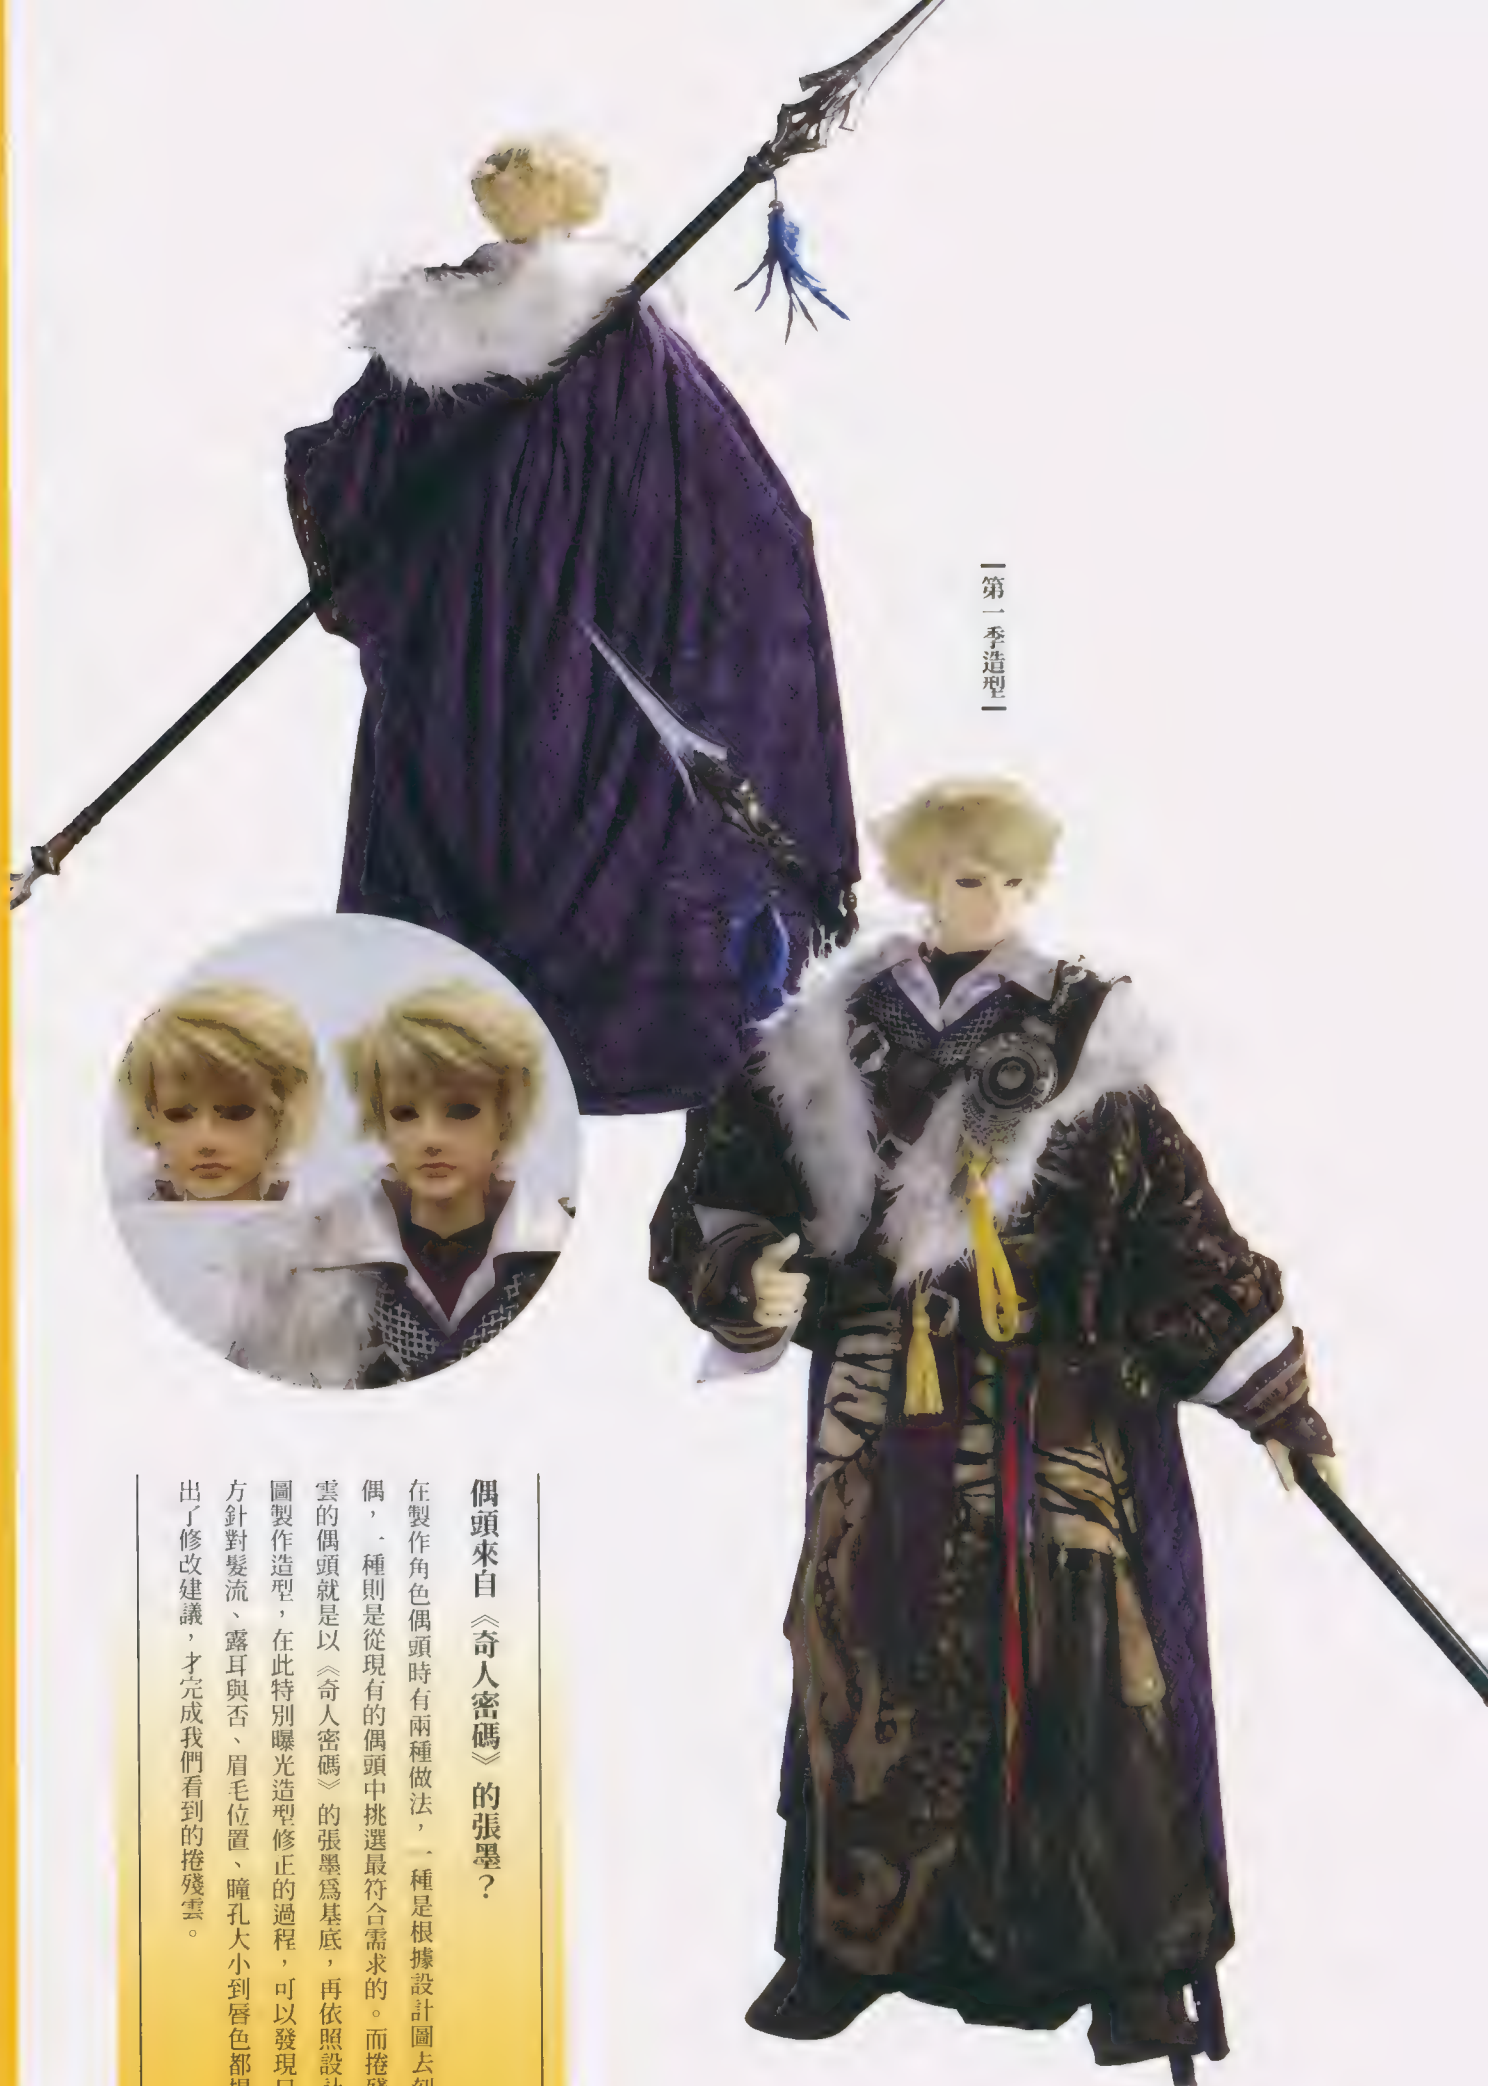 第一季造型
偶頭來自《奇人密碼》的張墨？
在製作角色偶頭時有兩種做法，一種是根據設計圖去
偶，一種則是從現有的偶頭中挑選最符合需求的。而捲
雲的偶頭就是以《奇人密碼》的張墨爲基底，再依照設
圖製作造型，在此特別曝光造型修正的過程，可以發現
方針對髮流、露耳與否、眉毛位置、瞳孔大小到唇色都
出了修改建議，才完成我們看到的捲殘雲。